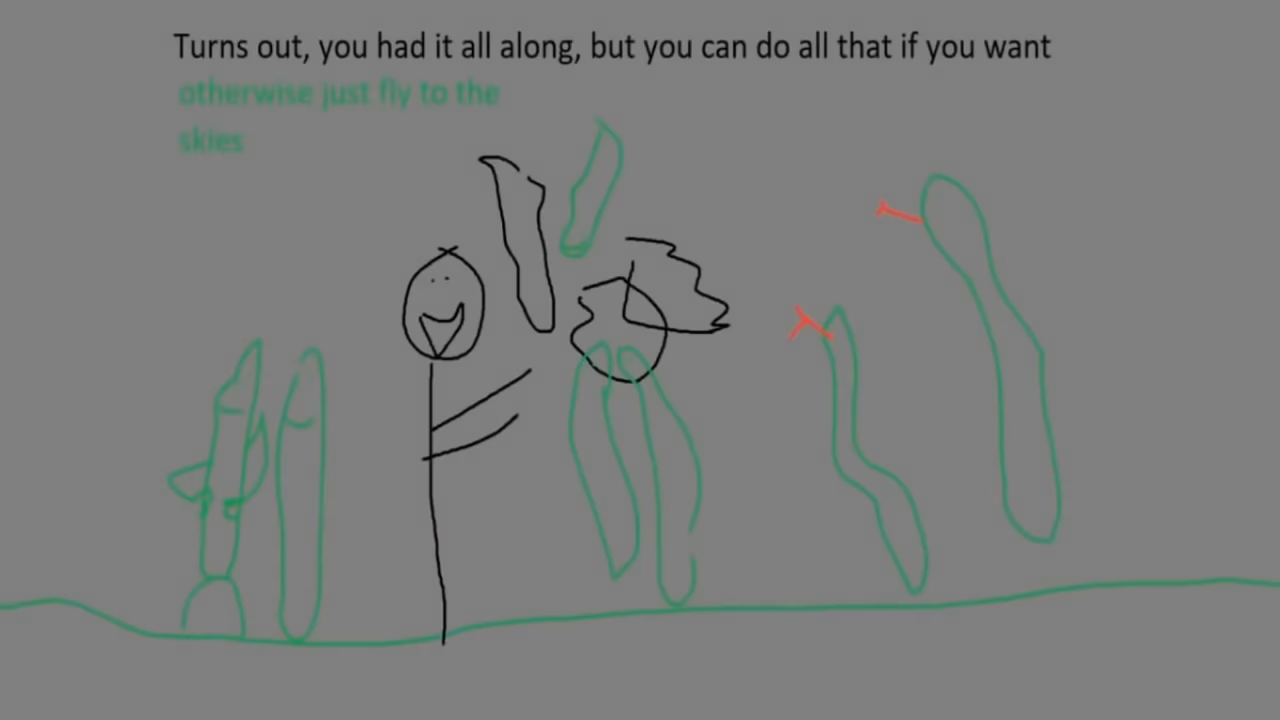 Turns out, you had it all along, but you can do all that if you want
otherwise just fly to the
skies